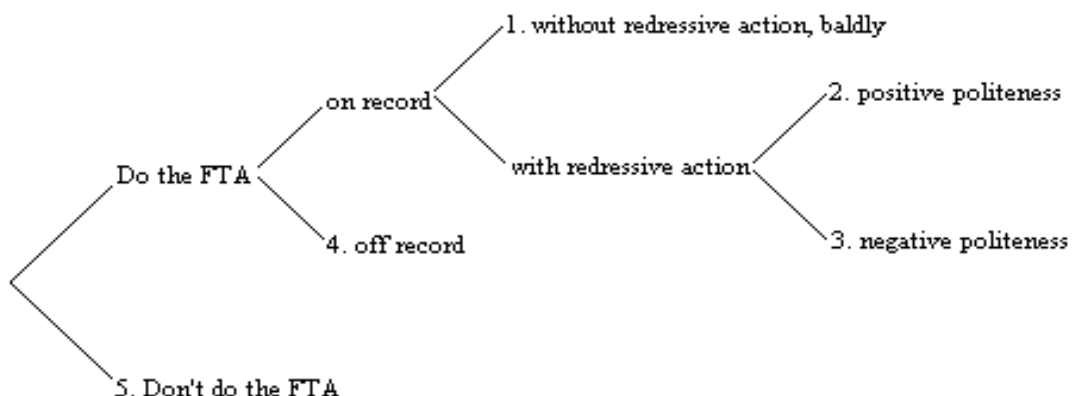 1. without redressive action, baldly
2. positive politeness
on record
with redressive action
Do the FTA
3. negative politeness
4. off record
5. Don't do the FTA